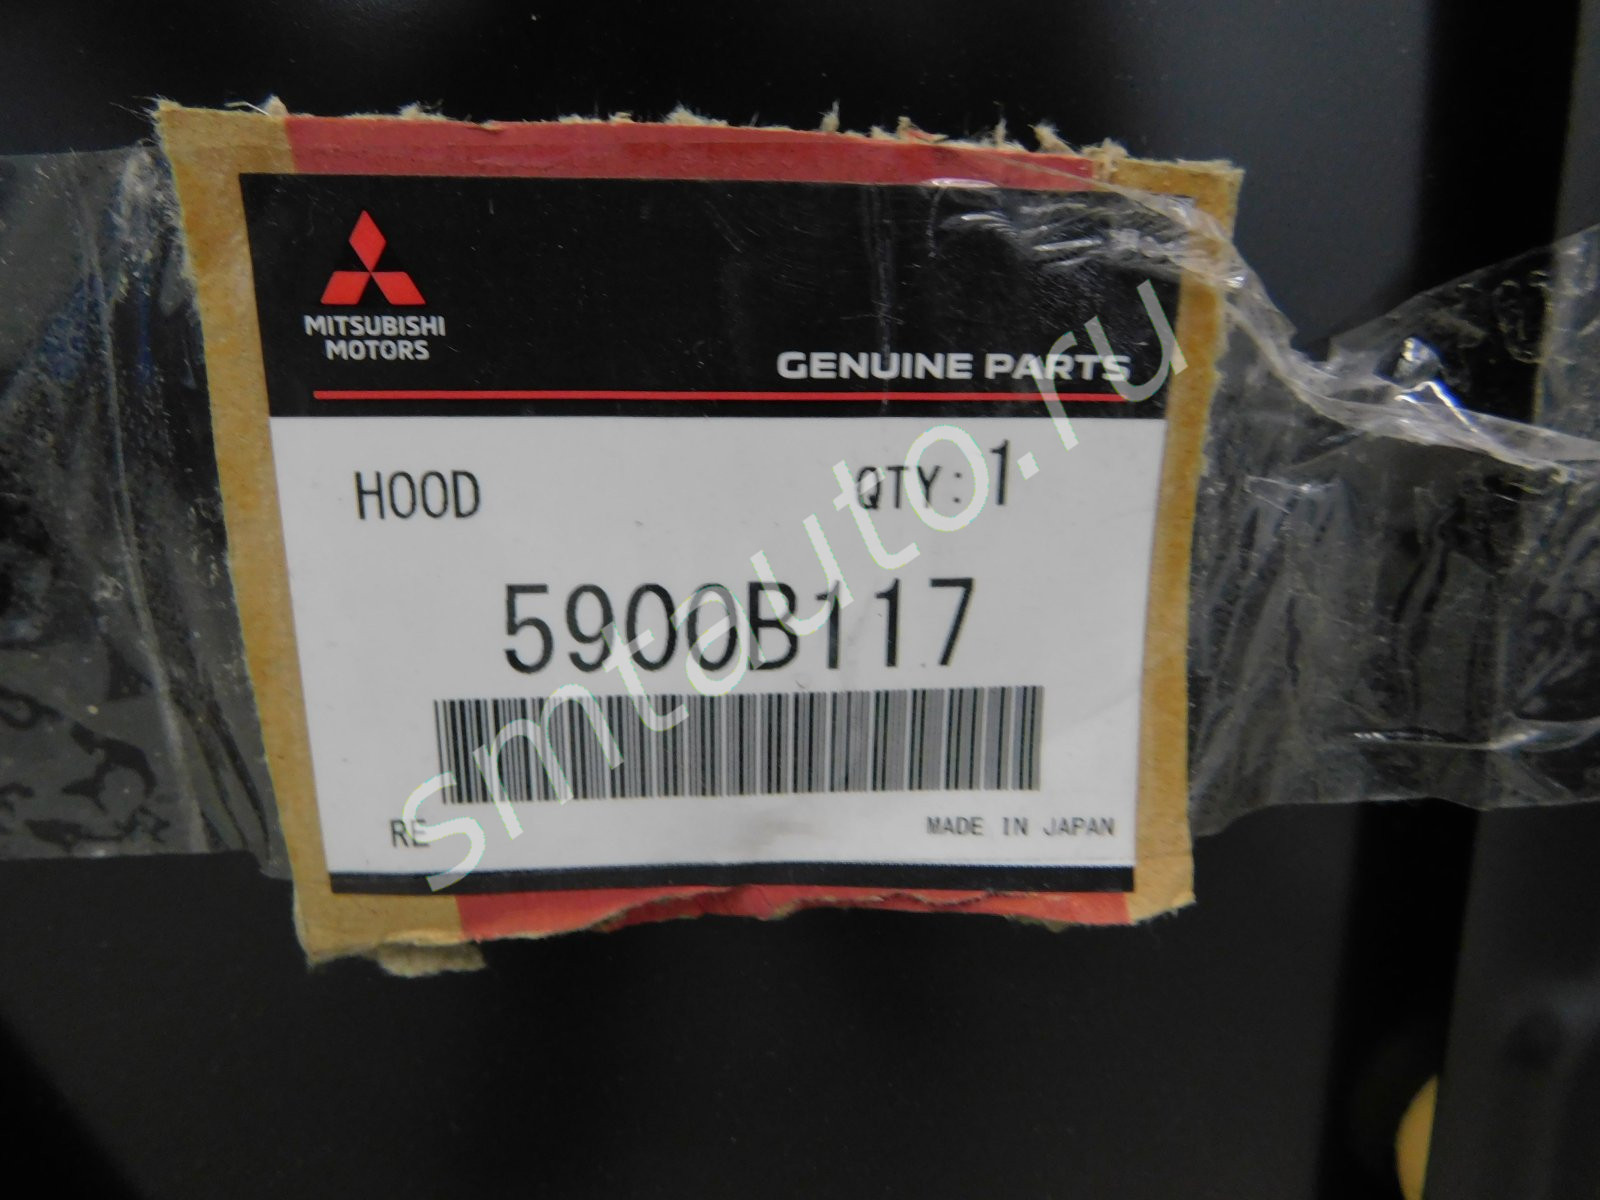 MITSUBISHI
MOTORS
GENUINE PARTS
HOOD QTY: 1
5900B117
RE MADE IN JAPAN
smtauto.ru